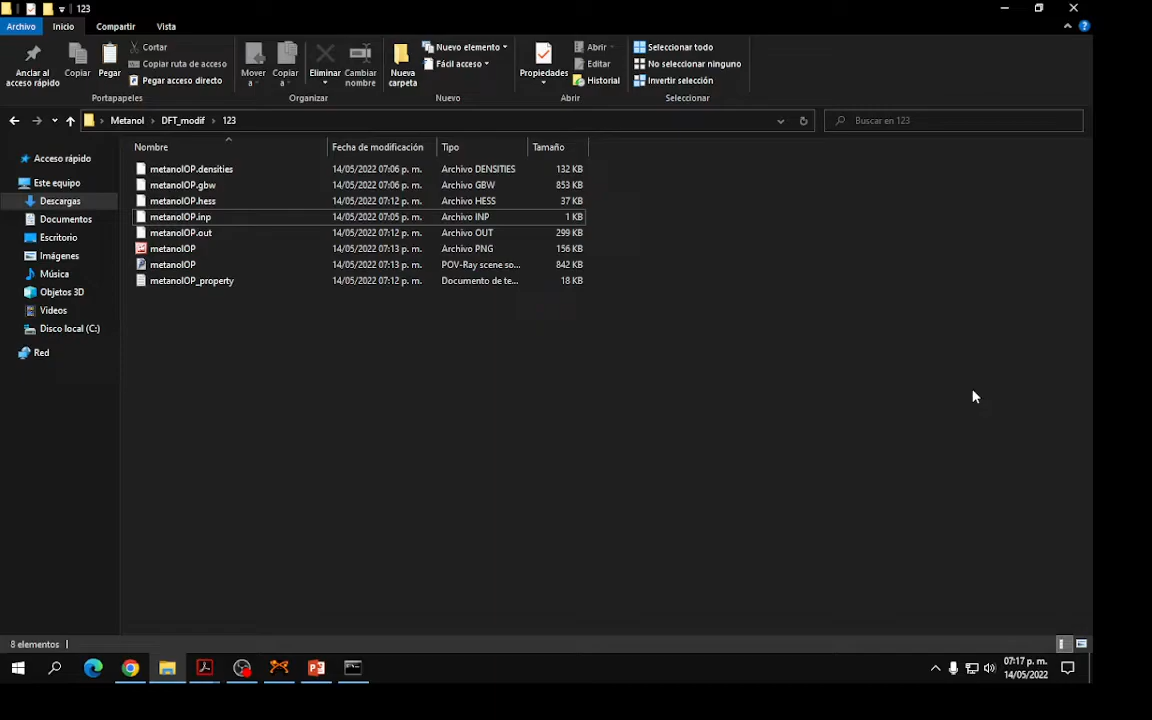 123
Archivo Inicio Compartir Vista
Anclar al acceso rápido
Copiar
Pegar
Cortar
Copiar ruta de acceso
Pegar acceso directo
Portapapeles
Mover a
Copiar a
Eliminar
Cambiar nombre
Organizar
Nueva carpeta
Nuevo elemento
Fácil acceso
Nuevo
Propiedades
Abrir
Editar
Historial
Abrir
Seleccionar todo
No seleccionar ninguno
Invertir selección
Seleccionar
Metanol > DFT_modif > 123
Buscar en 123
Nombre Fecha de modificación Tipo Tamaño
metanolOP.densities 14/05/2022 07:06 p. m. Archivo DENSITIES 132 KB
metanolOP.gbw 14/05/2022 07:06 p. m. Archivo GBW 853 KB
metanolOP.hess 14/05/2022 07:12 p. m. Archivo HESS 37 KB
metanolOP.inp 14/05/2022 07:05 p. m. Archivo INP 1 KB
metanolOP.out 14/05/2022 07:12 p. m. Archivo OUT 299 KB
metanolOP 14/05/2022 07:13 p. m. Archivo PNG 156 KB
metanolOP 14/05/2022 07:13 p. m. POV-Ray scene so... 842 KB
metanolOP_property 14/05/2022 07:12 p. m. Documento de te... 18 KB
Acceso rápido
Este equipo
Descargas
Documentos
Escritorio
Imágenes
Música
Objetos 3D
Videos
Disco local (C:)
Red
8 elementos
07:17 p. m.
14/05/2022